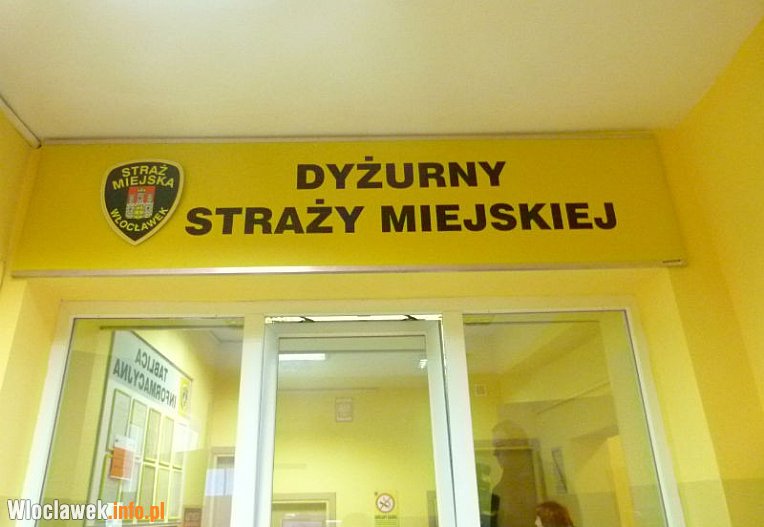 DYŻURNY
STRAŻY MIEJSKIEJ
STRAŻ
MIEJSKA
WŁOCŁAWEK
TABLICA
INFORMACYJNA
Wloclawek.info.pl